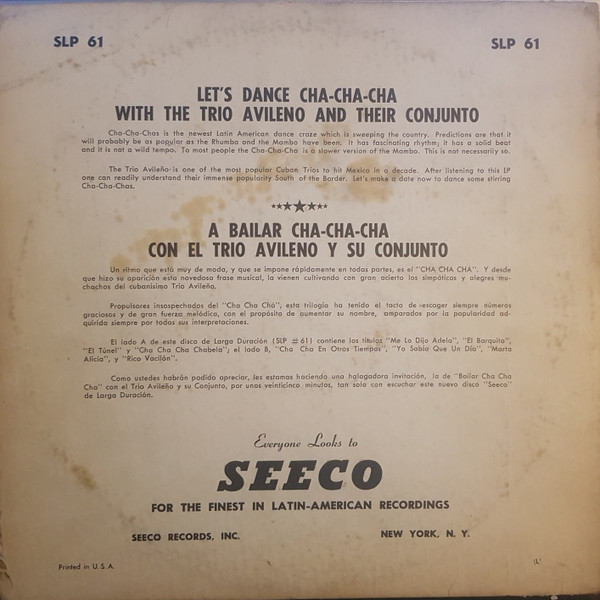 SLP 61
SLP 61
LET'S DANCE CHA-CHA-CHA
WITH THE TRIO AVILENO AND THEIR CONJUNTO
Cha-Cha-Chas is the newest Latin American dance craze which is sweeping the country. Predictions are that it
will probably be as popular as the Rhumba and the Mambo have been. It has fascinating rhythm; it has a solid beat
and it is not a wild tempo. To most people the Cha-Cha-Cha is a slower version of the Mambo. This is not necessarily so.
The Trio Avileño is one of the most popular Cuban Trios to hit Mexico in a decade. After listening to this LP
one can readily understand their immense popularity South of the Border. Let's make a date now to dance some stirring
Cha-Cha-Chas.
A BAILAR CHA-CHA-CHA
CON EL TRIO AVILENO Y SU CONJUNTO
Un ritmo que está muy de moda, y que se impone rápidamente en todas partes, es el "CHA CHA CHA". Y desde
que hizo su aparición esta novedosa frase musical, la vienen cultivando con gran acierto los simpáticos y alegres mu-
chachos del cubanísimo Trio Avileño.
Propulsores insospechados del "Cha Cha Chá", esta trilogía ha tenido el tacto de escoger siempre números
graciosos y de gran fuerza melódica, con el propósito de aumentar su nombre, amparados por la popularidad ad-
quirida siempre por todas sus interpretaciones.
El lado A de este disco de Larga Duración (SLP #61) contiene los títulos "Me Lo Dijo Adela", "El Barquito",
"El Túnel" y "Cha Cha Cha Chabela"; el lado B, "Cha Cha En Otros Tiempos", "Yo Sabía Que Un Día", "Marta
Alicia", y "Rico Vacilón".
Como ustedes habrán podido apreciar, les estamos haciendo una halagadora invitación, la de "Bailar Cha Cha
Cha" con el Trio Avileño y su Conjunto, por unos veinticinco minutos, tan solo con escuchar este nuevo disco "Seeco"
de Larga Duración.
Everyone Looks to
SEECO
FOR THE FINEST IN LATIN-AMERICAN RECORDINGS
SEECO RECORDS, INC.
NEW YORK, N. Y.
Printed in U.S.A.